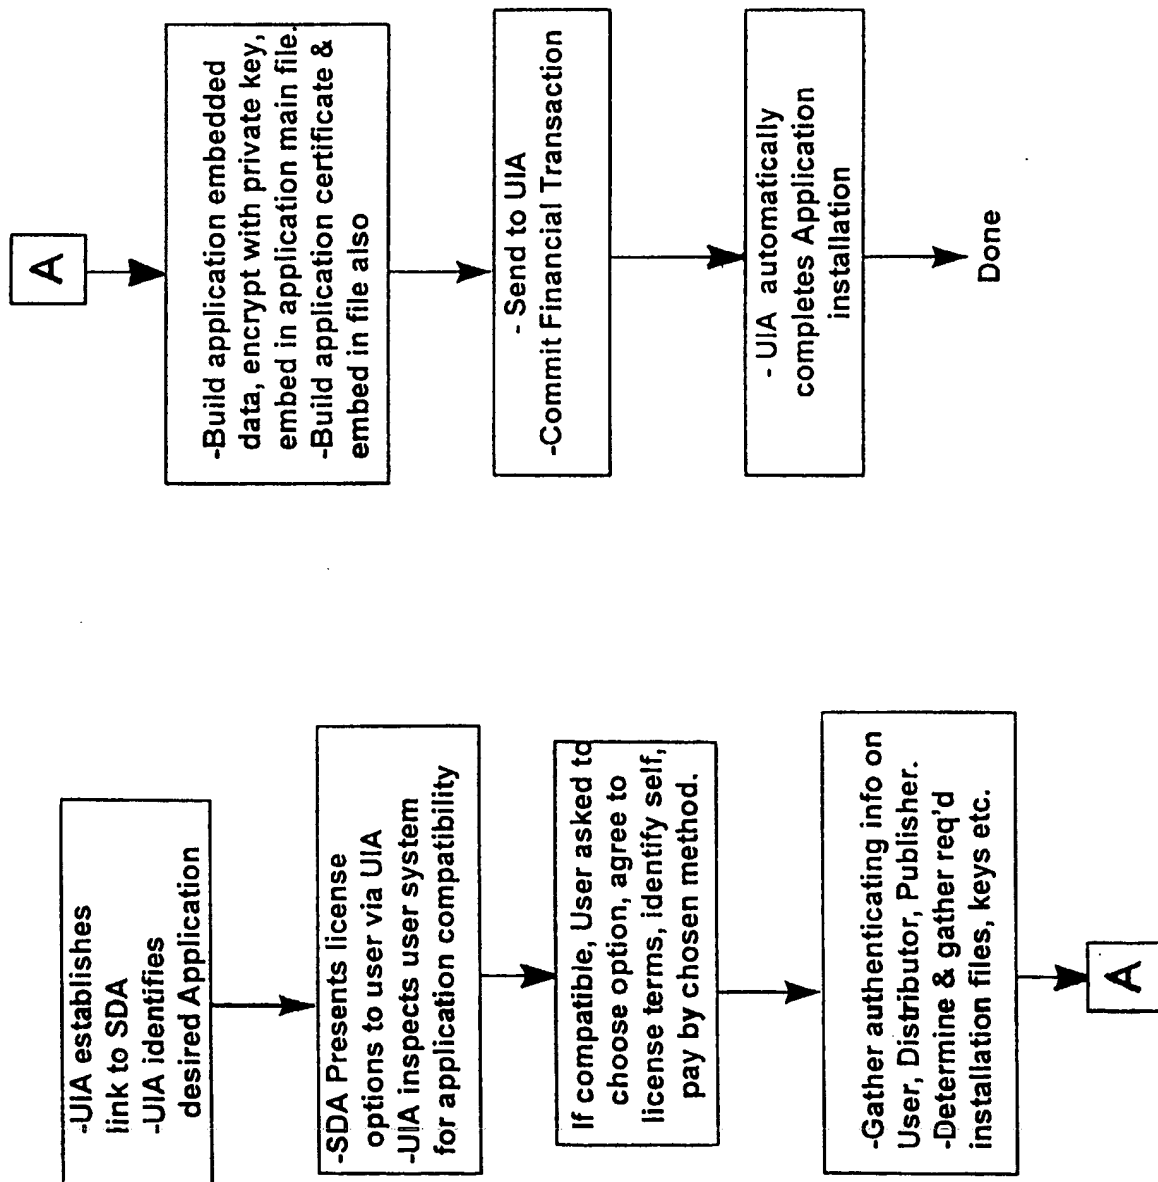 -UIA establishes
link to SDA
-UIA identifies
desired Application
-SDA Presents license
options to user via UIA
-UIA inspects user system
for application compatibility
If compatible, User asked to
choose option, agree to
license terms, identify self,
pay by chosen method.
-Gather authenticating info on
User, Distributor, Publisher.
-Determine & gather req'd
installation files, keys etc.
A
A
-Build application embedded
data, encrypt with private key,
embed in application main file.
-Build application certificate &
embed in file also
- Send to UIA
-Commit Financial Transaction
- UIA automatically
completes Application
installation
Done